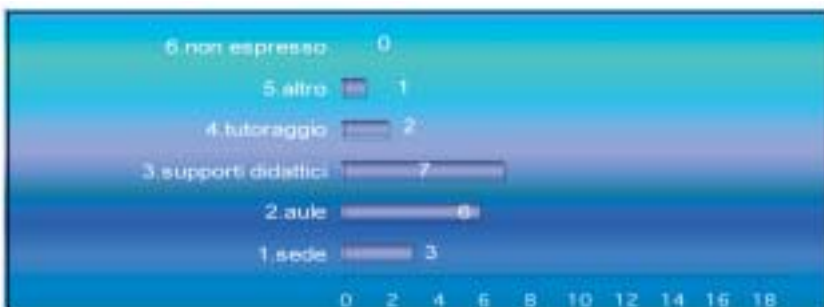 6.non espresso 0
5.altro 1
4.tutoraggio 2
3.supporti didattici 7
2.aule 6
1.sede 3
0 2 4 6 8 10 12 14 16 18